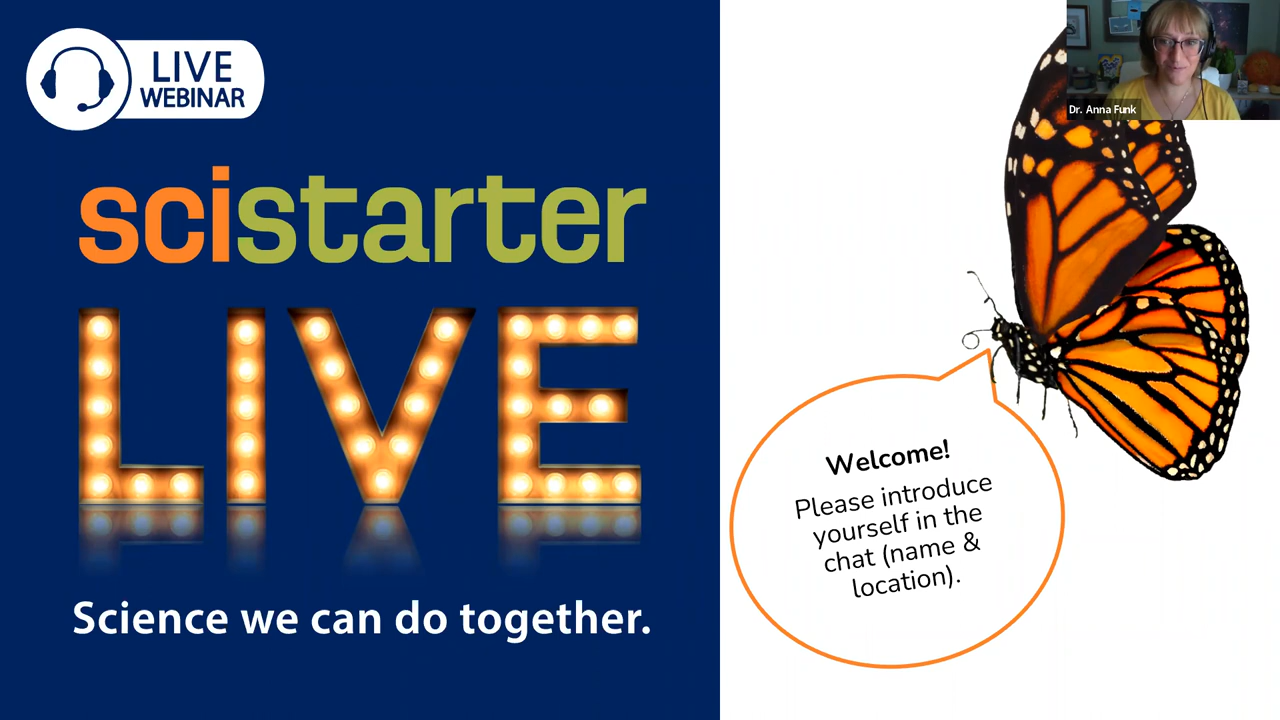 LIVE
WEBINAR
scistarter
LIVE
Science we can do together.
Dr. Anna Funk
Welcome!
Please introduce
yourself in the
chat (name &
location).